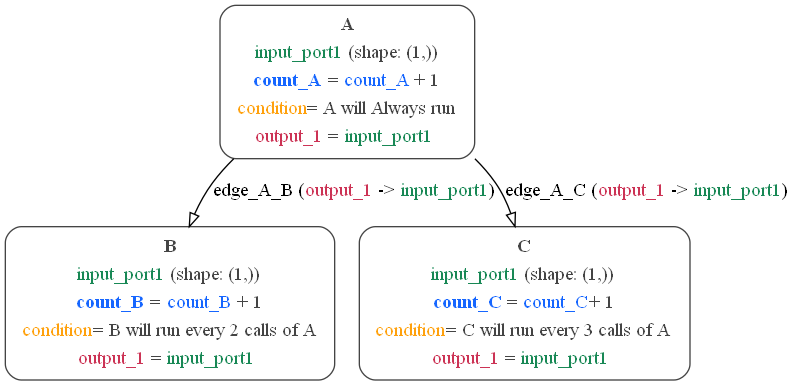 A
input_port1 (shape: (1,))
count_A = count_A + 1
condition= A will Always run
output_1 = input_port1
edge_A_B (output_1 -> input_port1)
edge_A_C (output_1 -> input_port1)
B
input_port1 (shape: (1,))
count_B = count_B + 1
condition= B will run every 2 calls of A
output_1 = input_port1
C
input_port1 (shape: (1,))
count_C = count_C+ 1
condition= C will run every 3 calls of A
output_1 = input_port1